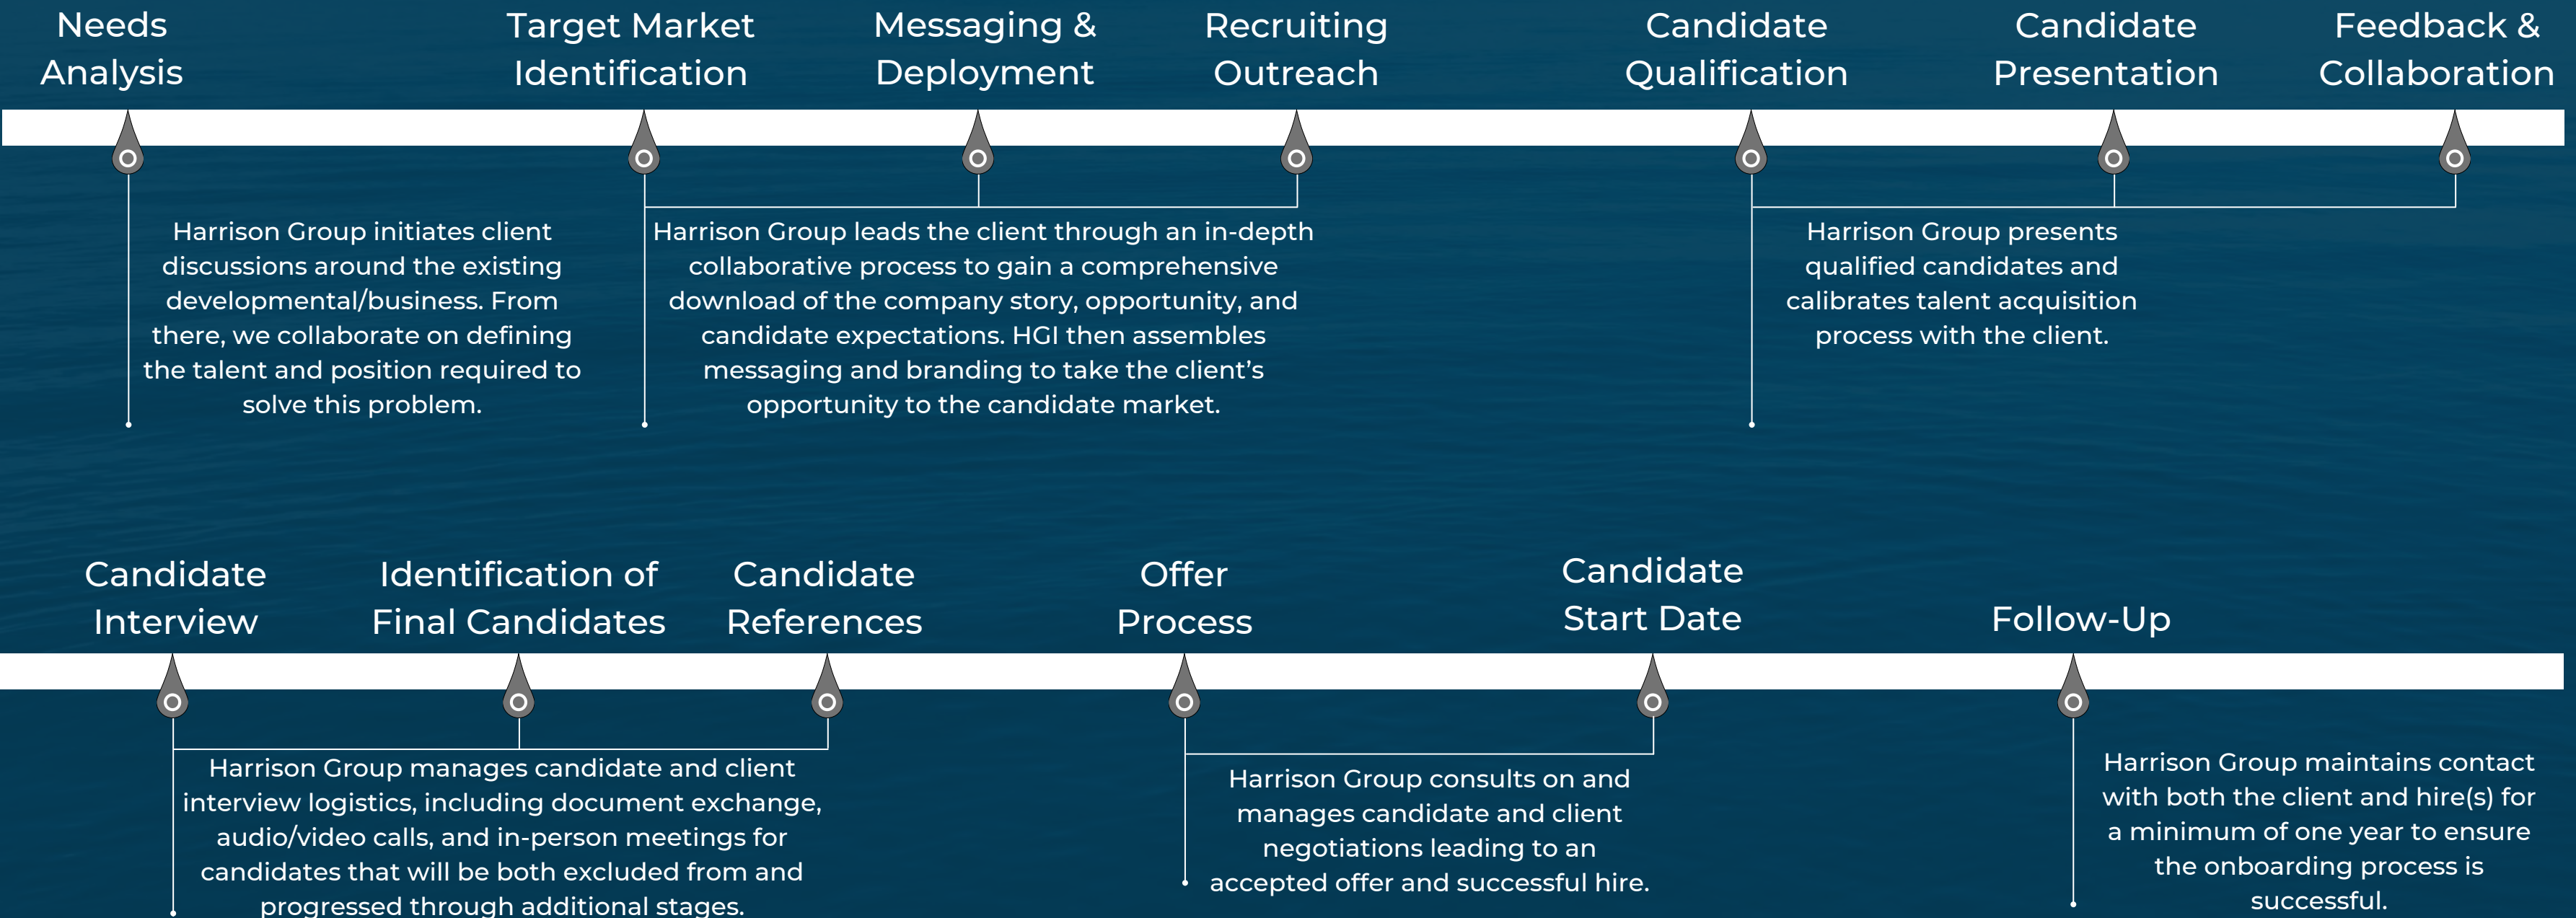 Needs
Analysis
Target Market
Identification
Messaging &
Deployment
Recruiting
Outreach
Candidate
Qualification
Candidate
Presentation
Feedback &
Collaboration
Harrison Group initiates client
discussions around the existing
developmental/business. From
there, we collaborate on defining
the talent and position required to
solve this problem.
Harrison Group leads the client through an in-depth
collaborative process to gain a comprehensive
download of the company story, opportunity, and
candidate expectations. HGI then assembles
messaging and branding to take the client’s
opportunity to the candidate market.
Harrison Group presents
qualified candidates and
calibrates talent acquisition
process with the client.
Candidate
Interview
Identification of
Final Candidates
Candidate
References
Offer
Process
Candidate
Start Date
Follow-Up
Harrison Group manages candidate and client
interview logistics, including document exchange,
audio/video calls, and in-person meetings for
candidates that will be both excluded from and
progressed through additional stages.
Harrison Group consults on and
manages candidate and client
negotiations leading to an
accepted offer and successful hire.
Harrison Group maintains contact
with both the client and hire(s) for
a minimum of one year to ensure
the onboarding process is
successful.